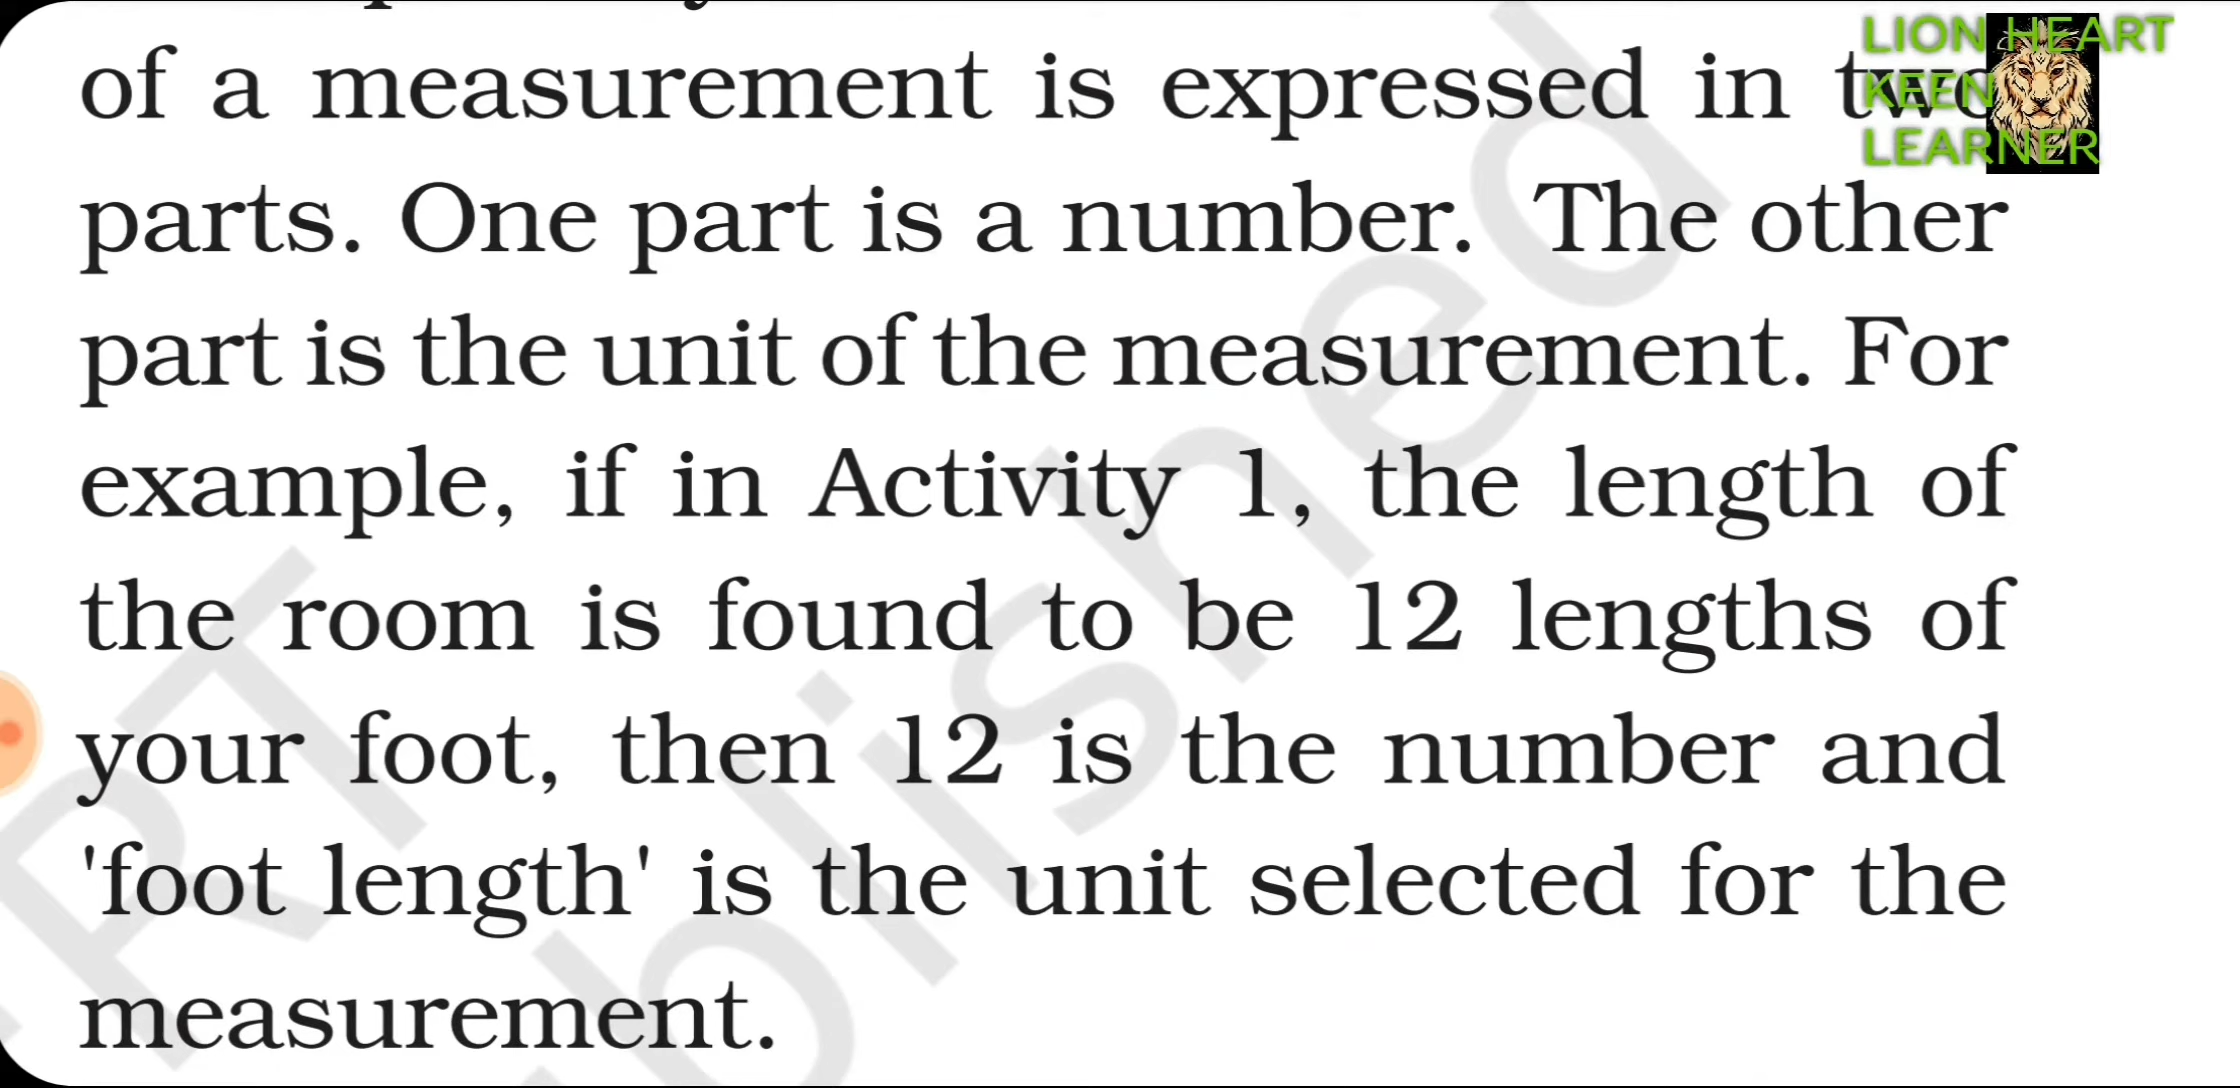 of a measurement is expressed in two
parts. One part is a number. The other
part is the unit of the measurement. For
example, if in Activity 1, the length of
the room is found to be 12 lengths of
your foot, then 12 is the number and
'foot length' is the unit selected for the
measurement.
LION HEART
KEEN
LEARNER